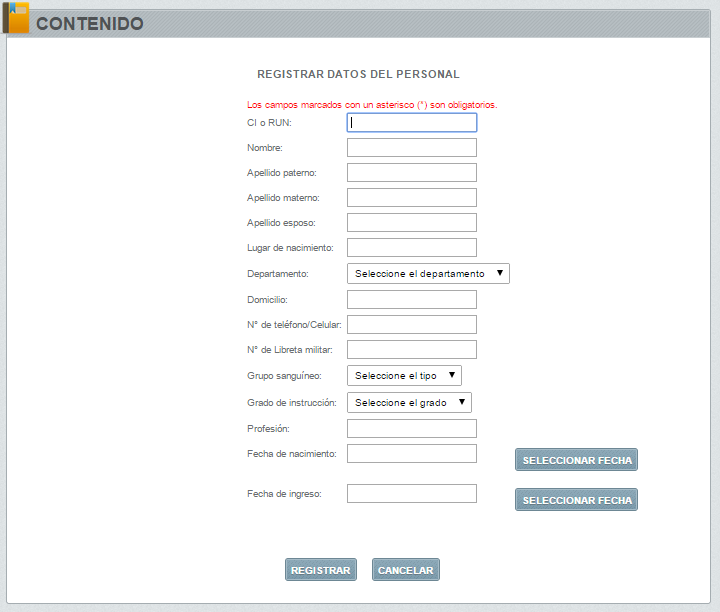 CONTENIDO
REGISTRAR DATOS DEL PERSONAL
Los campos marcados con un asterisco (*) son obligatorios.
CI o RUN:
Nombre:
Apellido paterno:
Apellido materno:
Apellido esposo:
Lugar de nacimiento:
Departamento: Seleccione el departamento
Domicilio:
N° de teléfono/Celular:
N° de Libreta militar:
Grupo sanguíneo: Seleccione el tipo
Grado de instrucción: Seleccione el grado
Profesión:
Fecha de nacimiento: SELECCIONAR FECHA
Fecha de ingreso: SELECCIONAR FECHA
REGISTRAR CANCELAR